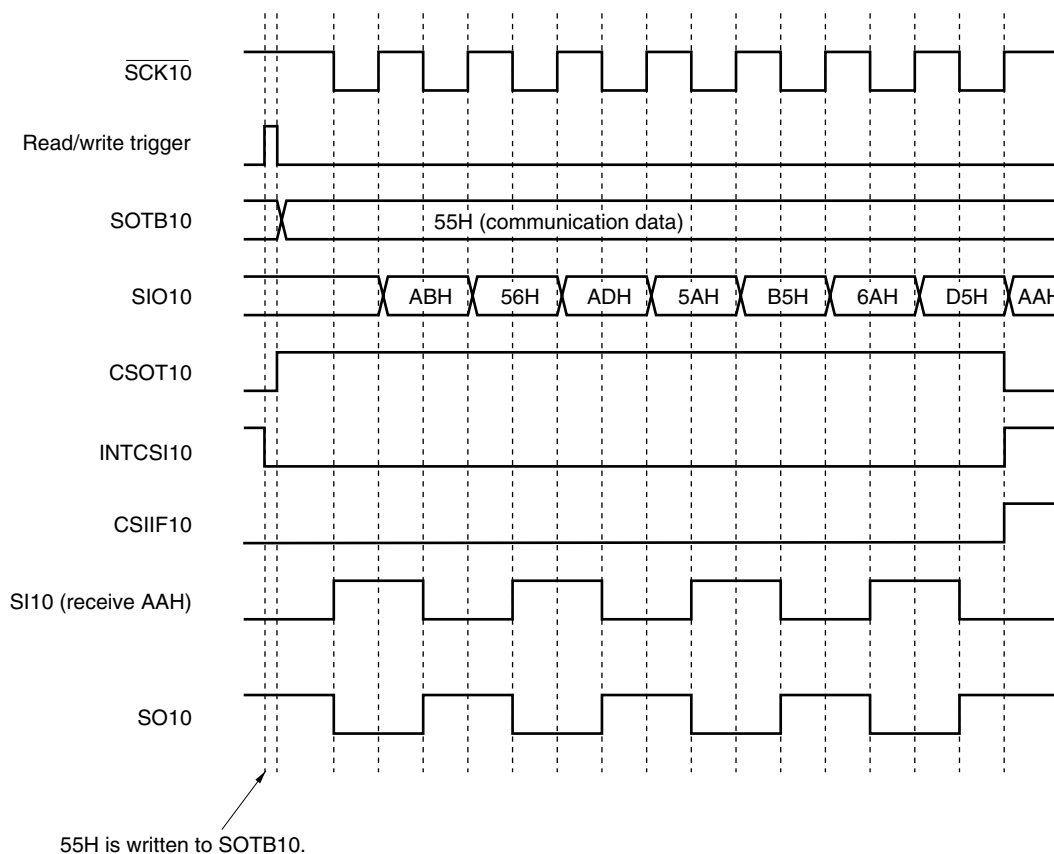 SCK10
Read/write trigger
SOTB10
55H (communication data)
SIO10
ABH
56H
ADH
5AH
B5H
6AH
D5H
AAH
CSOT10
INTCSI10
CSIIF10
SI10 (receive AAH)
SO10
55H is written to SOTB10.